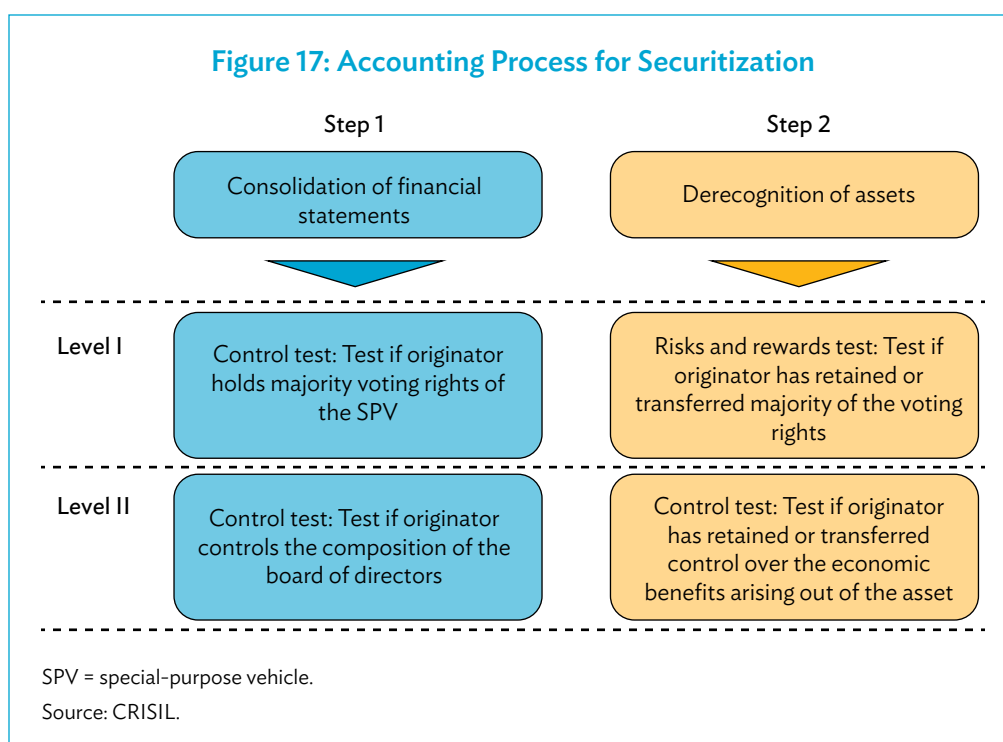 Figure 17: Accounting Process for Securitization
Step 1
Step 2
Consolidation of financial
statements
Derecognition of assets
Level I
Control test: Test if originator
holds majority voting rights of
the SPV
Risks and rewards test: Test if
originator has retained or
transferred majority of the voting
rights
Level II
Control test: Test if originator
controls the composition of the
board of directors
Control test: Test if originator
has retained or transferred
control over the economic
benefits arising out of the asset
SPV = special-purpose vehicle.
Source: CRISIL.